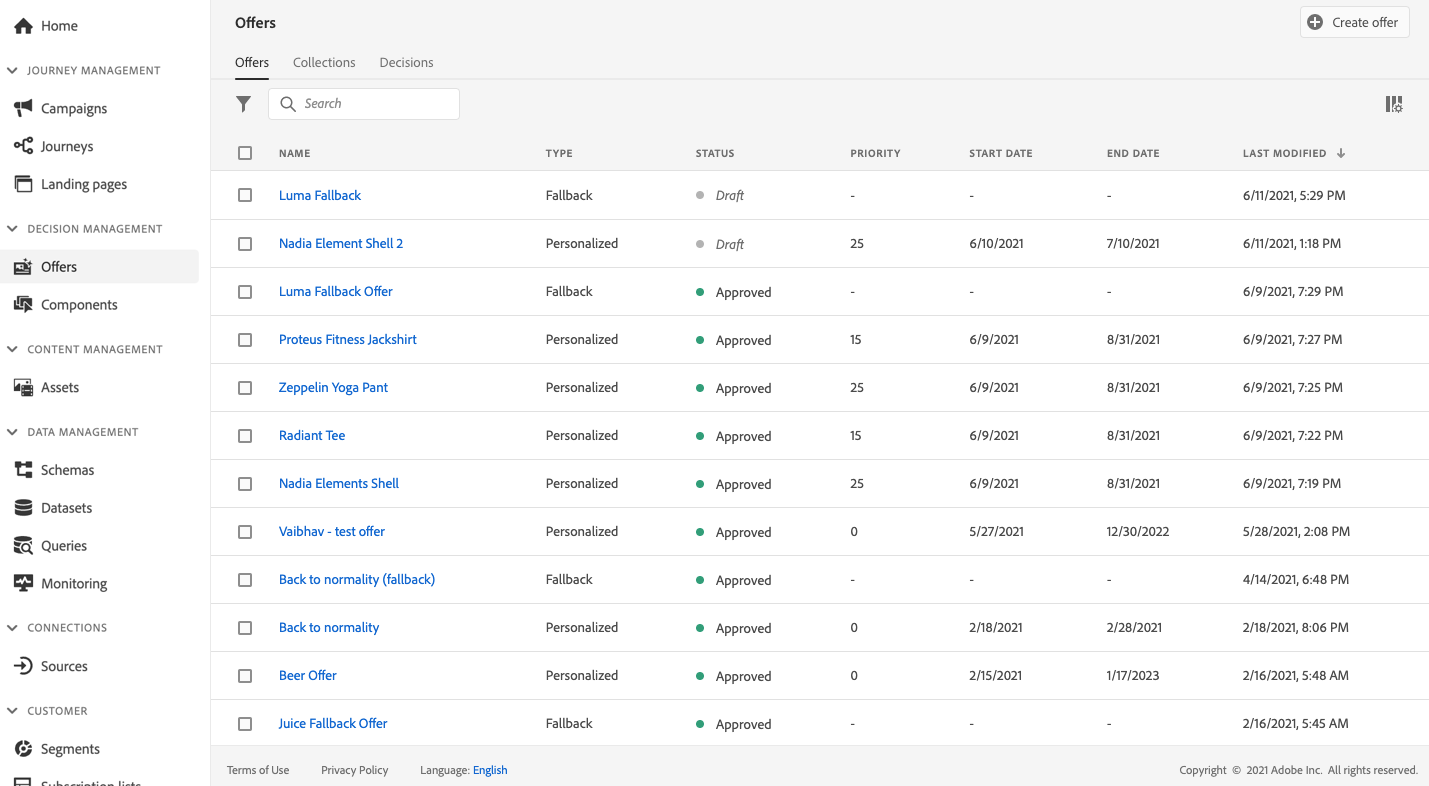 Home
JOURNEY MANAGEMENT
Campaigns
Journeys
Landing pages
DECISION MANAGEMENT
Offers
Components
CONTENT MANAGEMENT
Assets
DATA MANAGEMENT
Schemas
Datasets
Queries
Monitoring
CONNECTIONS
Sources
CUSTOMER
Segments
Subscription lists
Offers
Create offer
Offers Collections Decisions
Search
NAME TYPE STATUS PRIORITY START DATE END DATE LAST MODIFIED
Luma Fallback Fallback Draft - - - 6/11/2021, 5:29 PM
Nadia Element Shell 2 Personalized Draft 25 6/10/2021 7/10/2021 6/11/2021, 1:18 PM
Luma Fallback Offer Fallback Approved - - - 6/9/2021, 7:29 PM
Proteus Fitness Jackshirt Personalized Approved 15 6/9/2021 8/31/2021 6/9/2021, 7:27 PM
Zeppelin Yoga Pant Personalized Approved 25 6/9/2021 8/31/2021 6/9/2021, 7:25 PM
Radiant Tee Personalized Approved 15 6/9/2021 8/31/2021 6/9/2021, 7:22 PM
Nadia Elements Shell Personalized Approved 25 6/9/2021 8/31/2021 6/9/2021, 7:19 PM
Vaibhav - test offer Personalized Approved 0 5/27/2021 12/30/2022 5/28/2021, 2:08 PM
Back to normality (fallback) Fallback Approved - - - 4/14/2021, 6:48 PM
Back to normality Personalized Approved 0 2/18/2021 2/28/2021 2/18/2021, 8:06 PM
Beer Offer Personalized Approved 0 2/15/2021 1/17/2023 2/16/2021, 5:48 AM
Juice Fallback Offer Fallback Approved - - - 2/16/2021, 5:45 AM
Terms of Use Privacy Policy Language: English Copyright © 2021 Adobe Inc. All rights reserved.